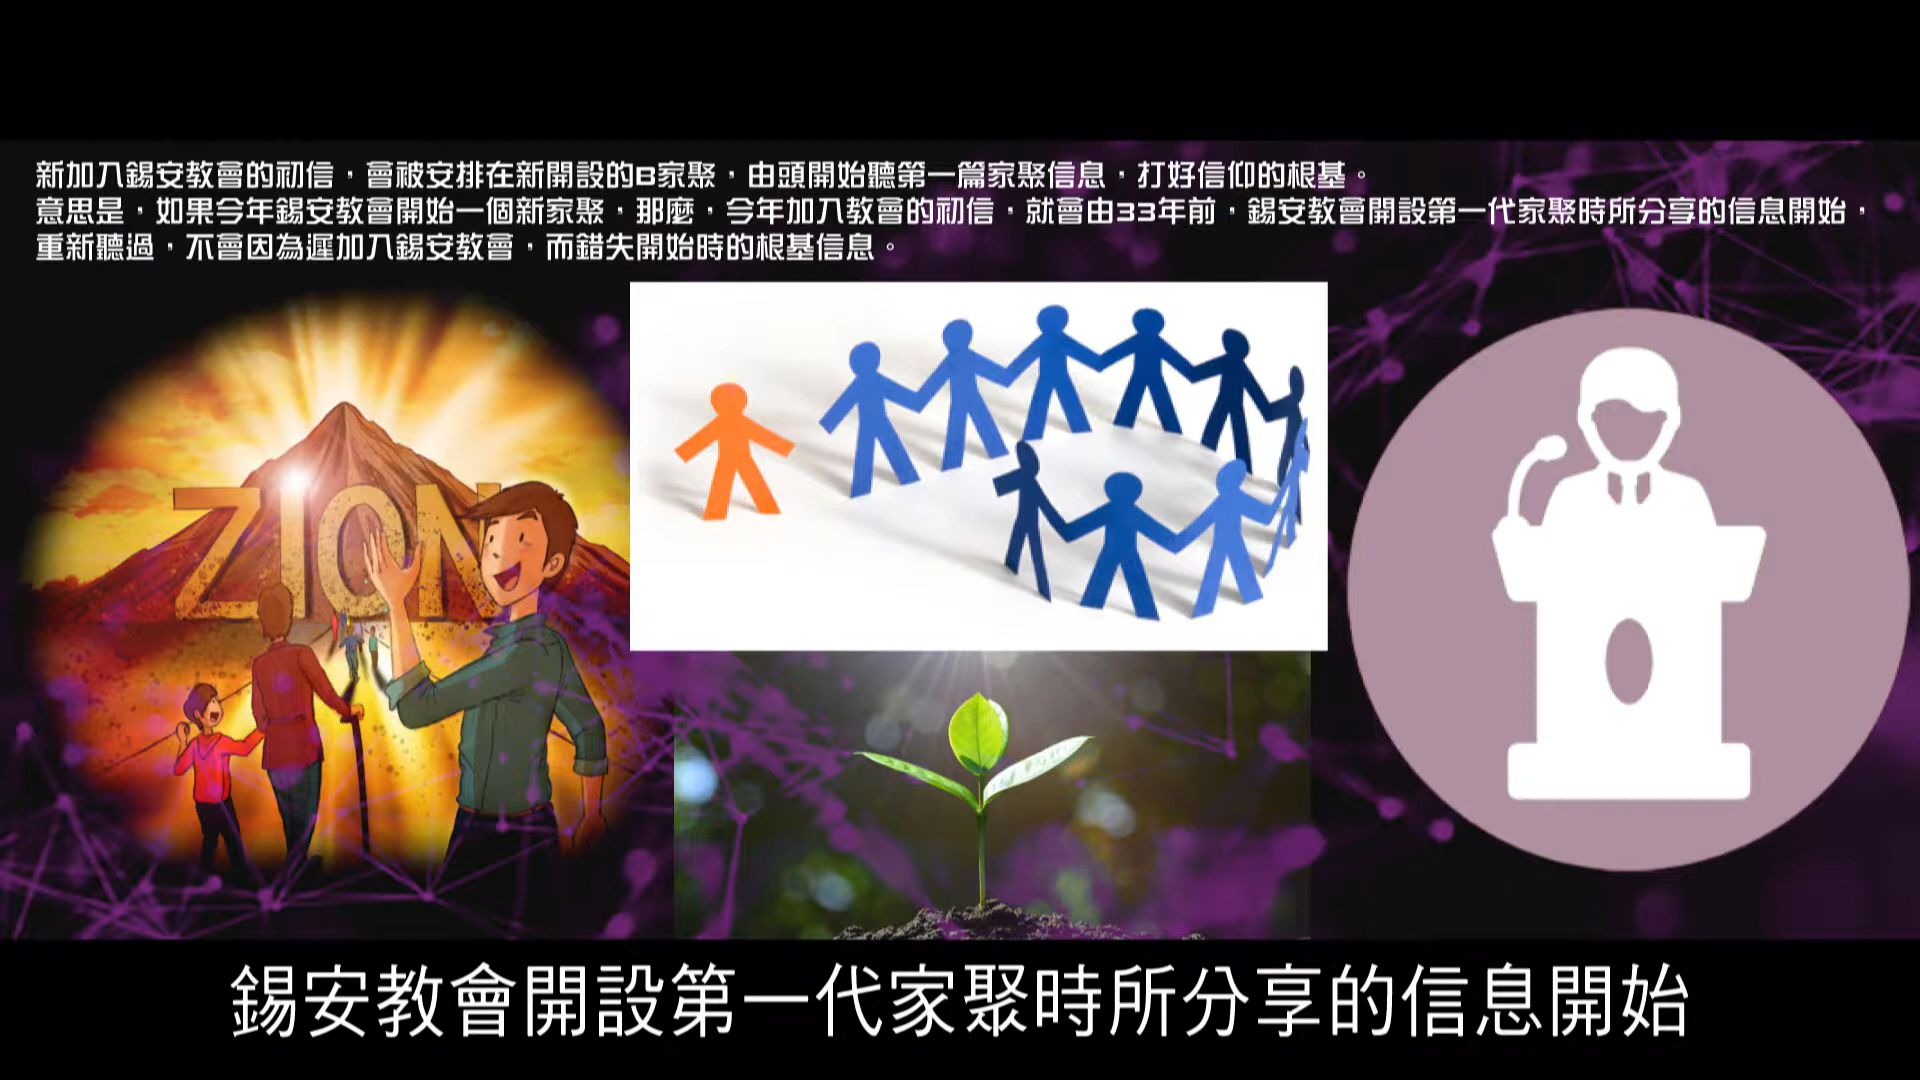 新加入錫安教會的初信，會被安排在新開設的B家聚，由頭開始聽第一篇家聚信息，打好信仰的根基。
意思是，如果今年錫安教會開始一個新家聚，那麼，今年加入教會的初信，就會由33年前，錫安教會開設第一代家聚時所分享的信息開始，
重新聽過，不會因為遲加入錫安教會，而錯失開始時的根基信息。
ZION
錫安教會開設第一代家聚時所分享的信息開始